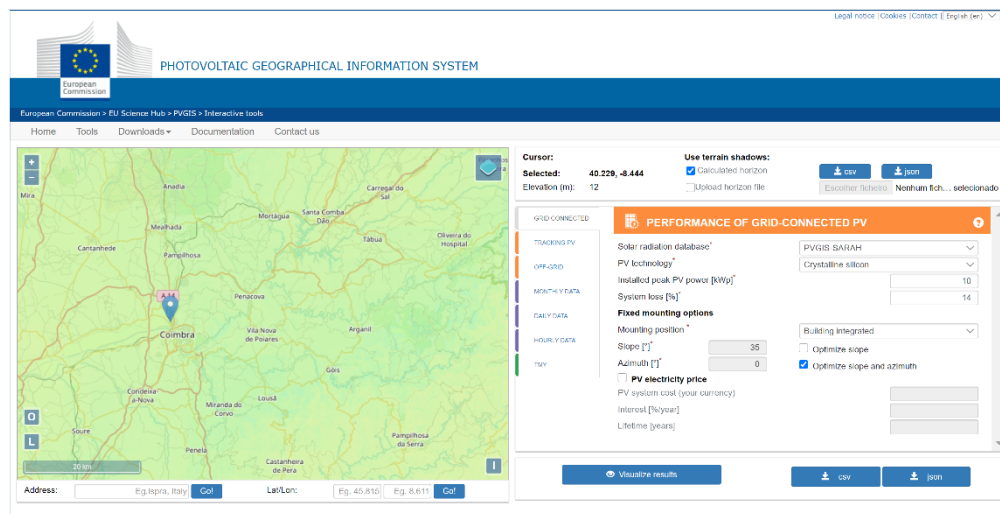 Legal notice |Cookies |Contact | English (en)
PHOTOVOLTAIC GEOGRAPHICAL INFORMATION SYSTEM
European
Commission
European Commission > EU Science Hub > PVGIS > Interactive tools
Home Tools Downloads Documentation Contact us
+
−
Mira
Anadia
Carregal do
Sal
Mealhada
Mortágua
Santa Comba
Dão
Cantanhede
Pampilhosa
Tábua
Oliveira do
Hospital
A 14
Penacova
Coimbra
Vila Nova
de Poiares
Arganil
Góis
Condeixa-
a-Nova
Miranda do
Corvo
Lousã
Soure
Penela
Pampilhosa
da Serra
Castanheira
de Pera
O
L
I
20 km
Address: Eg.Ispra, Italy Go! Lat/Lon: Eg. 45.815 Eg. 8.611 Go!
Cursor:
Selected: 40.229, -8.444
Elevation (m): 12
Use terrain shadows:
Calculated horizon
Upload horizon file
csv json
Escolher ficheiro Nenhum fich… selecionado
GRID CONNECTED
TRACKING PV
OFF-GRID
MONTHLY DATA
DAILY DATA
HOURLY DATA
TMY
PERFORMANCE OF GRID-CONNECTED PV ?
Solar radiation database* PVGIS SARAH
PV technology* Crystalline silicon
Installed peak PV power [kWp]* 10
System loss [%]* 14
Fixed mounting options
Mounting position * Building integrated
Slope [°]* 35 Optimize slope
Azimuth [°]* 0 Optimize slope and azimuth
PV electricity price
PV system cost (your currency)
Interest [%/year]
Lifetime [years]
Visualize results csv json